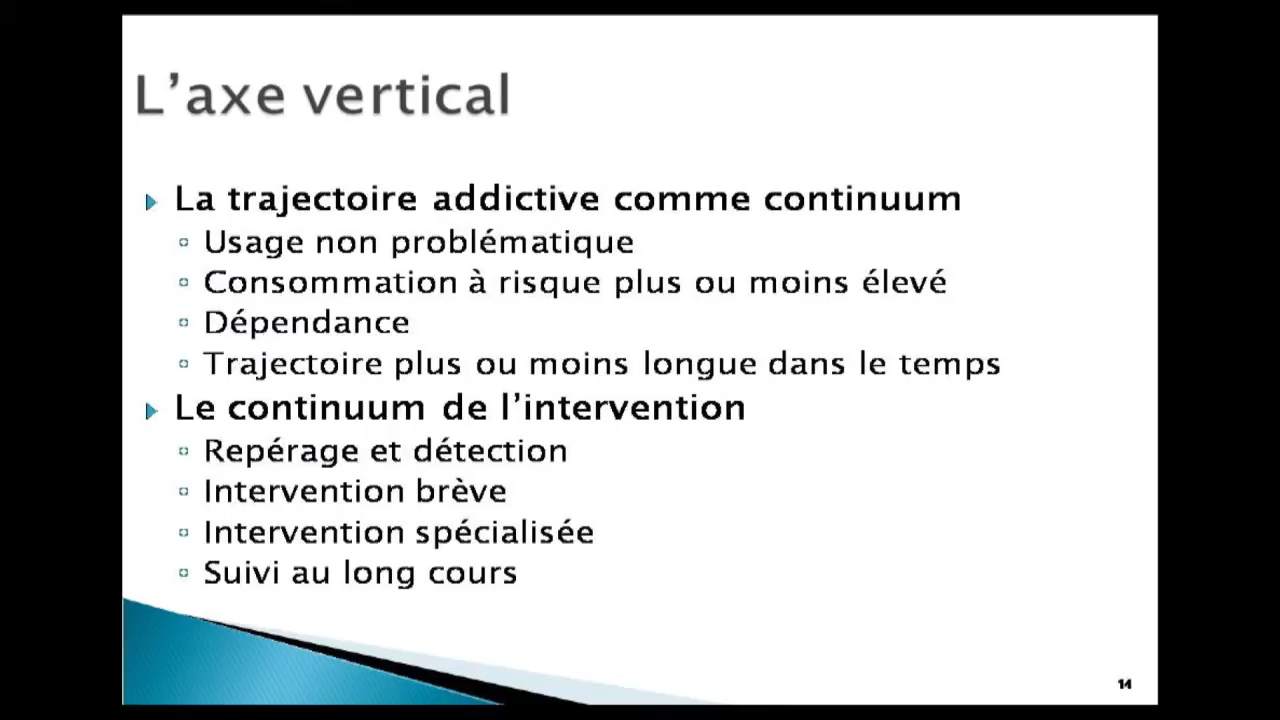 L’axe vertical
La trajectoire addictive comme continuum
Usage non problématique
Consommation à risque plus ou moins élevé
Dépendance
Trajectoire plus ou moins longue dans le temps
Le continuum de l’intervention
Repérage et détection
Intervention brève
Intervention spécialisée
Suivi au long cours
14